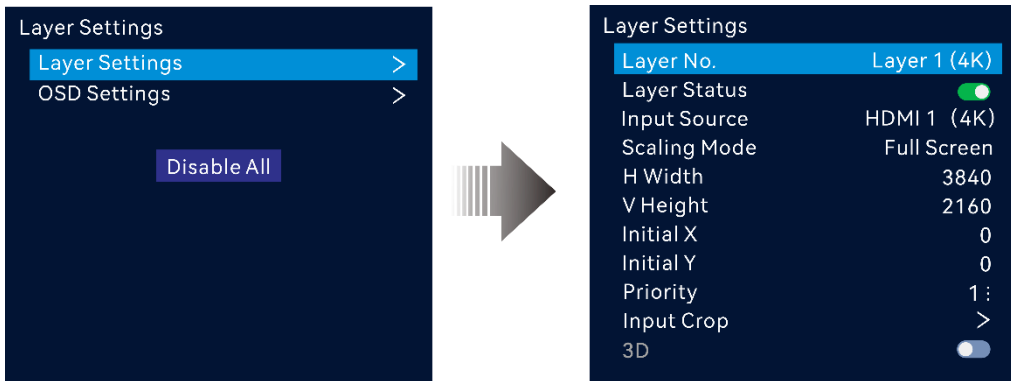 Layer Settings
Layer Settings >
OSD Settings >
Disable All
Layer Settings
Layer No. Layer 1 (4K)
Layer Status
Input Source HDMI 1 (4K)
Scaling Mode Full Screen
H Width 3840
V Height 2160
Initial X 0
Initial Y 0
Priority 1 ⋮
Input Crop >
3D